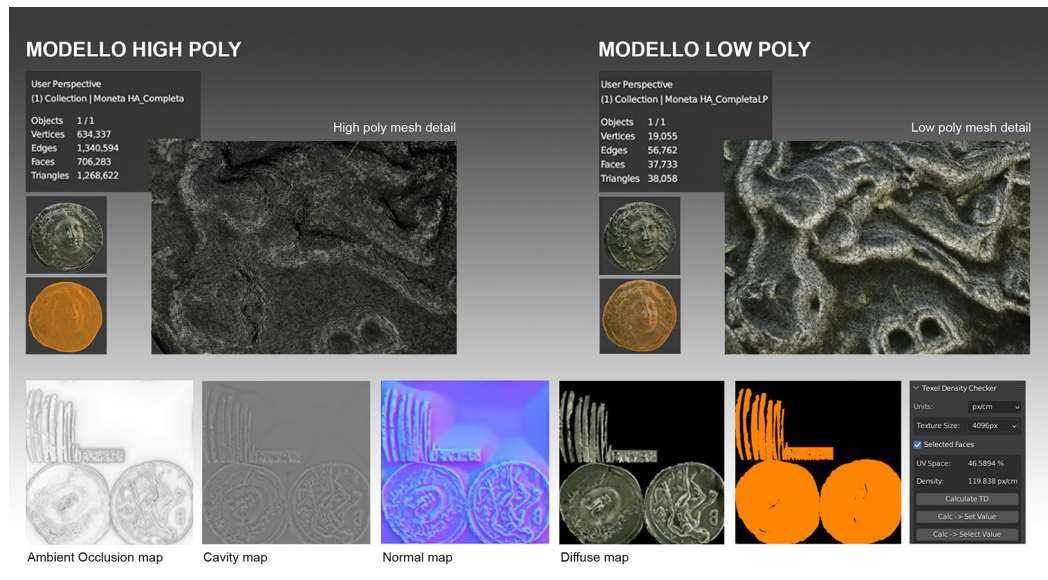 MODELLO HIGH POLY
User Perspective
(1) Collection | Moneta HA_Completa
Objects 1 / 1
Vertices 634,337
Edges 1,340,594
Faces 706,283
Triangles 1,268,622
High poly mesh detail
MODELLO LOW POLY
User Perspective
(1) Collection | Moneta HA_CompletaLP
Objects 1 / 1
Vertices 19,055
Edges 56,762
Faces 37,733
Triangles 38,058
Low poly mesh detail
Ambient Occlusion map
Cavity map
Normal map
Diffuse map
Texel Density Checker
Units: px/cm
Texture Size: 4096px
Selected Faces
UV Space: 46.5894 %
Density: 119.838 px/cm
Calculate TD
Calc -> Set Value
Calc -> Select Value